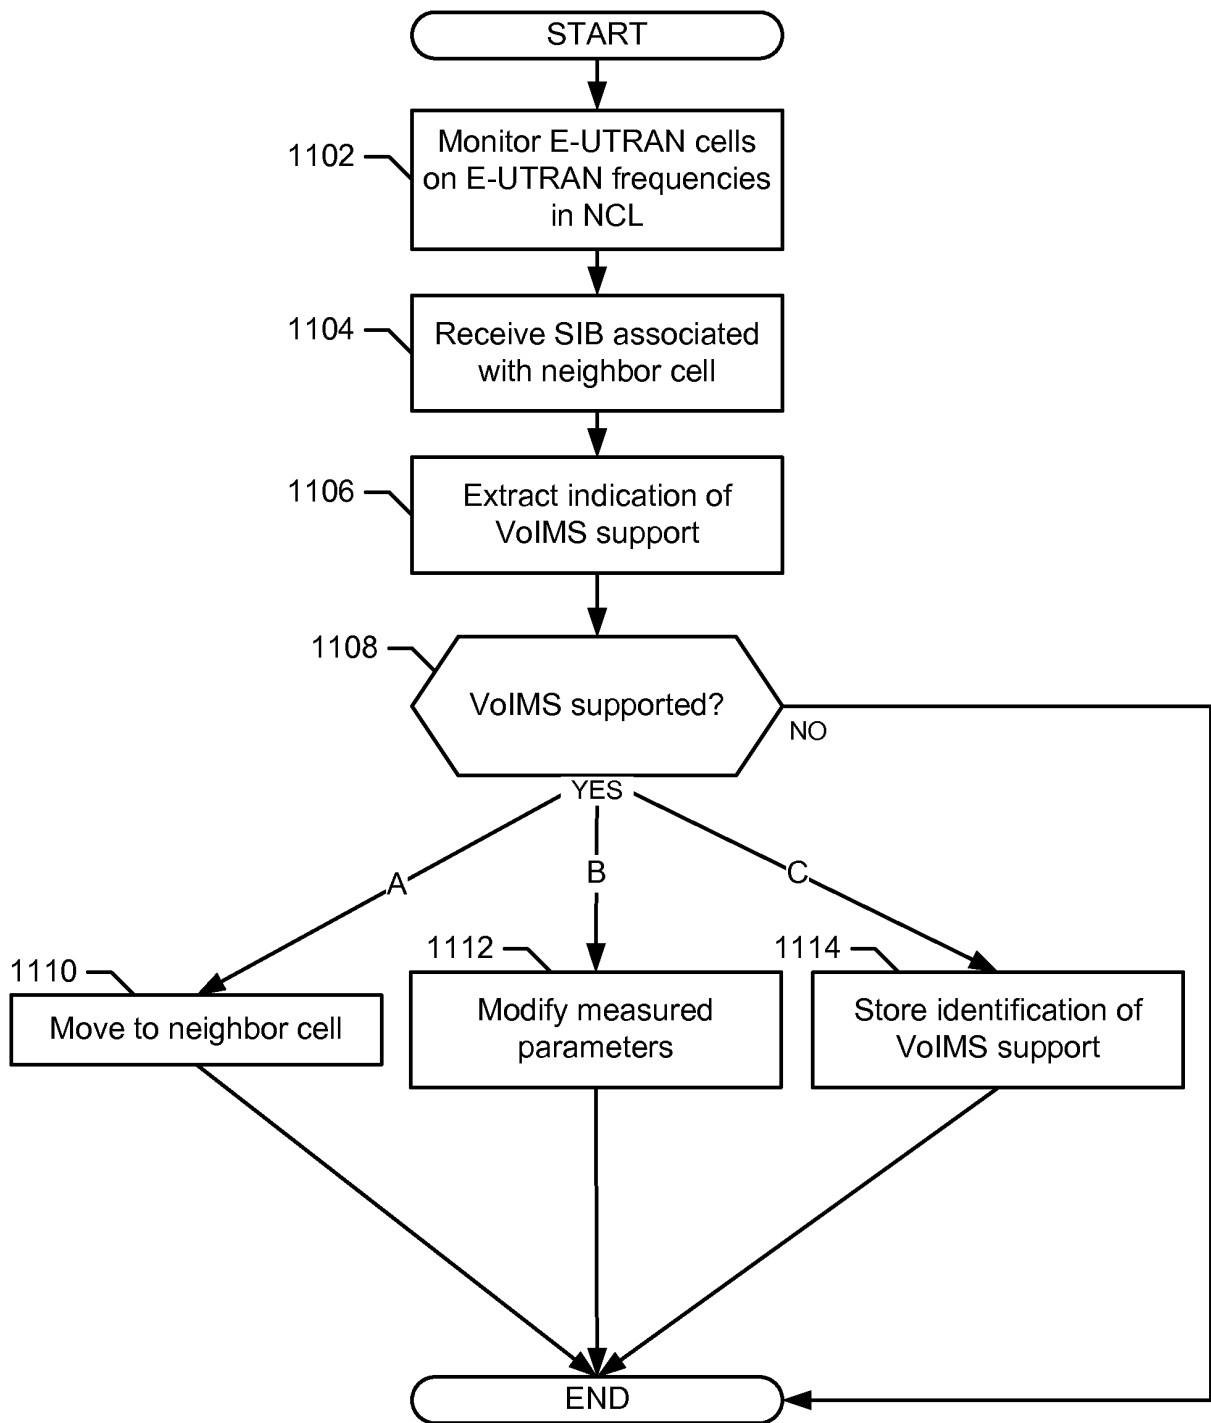 START
1102
Monitor E-UTRAN cells
on E-UTRAN frequencies
in NCL
1104
Receive SIB associated
with neighbor cell
1106
Extract indication of
VoIMS support
1108
VoIMS supported?
NO
YES
A
B
C
1110
Move to neighbor cell
1112
Modify measured
parameters
1114
Store identification of
VoIMS support
END